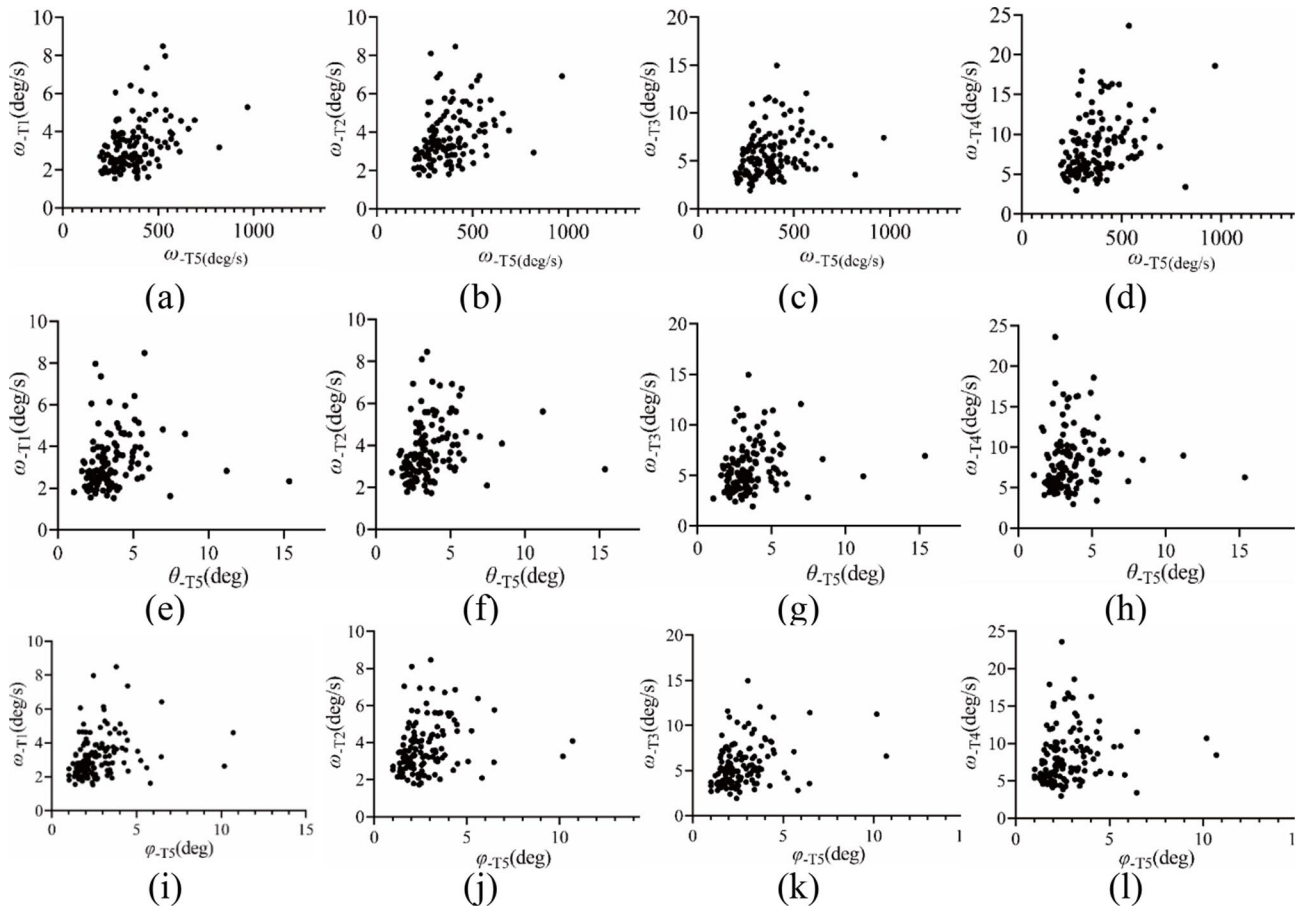 10
8
6
4
2
0
ω-T1(deg/s)
0 500 1000
ω-T5(deg/s)
(a)
10
8
6
4
2
0
ω-T2(deg/s)
0 500 1000
ω-T5(deg/s)
(b)
20
15
10
5
0
ω-T3(deg/s)
0 500 1000
ω-T5(deg/s)
(c)
25
20
15
10
5
0
ω-T4(deg/s)
0 500 1000
ω-T5(deg/s)
(d)
10
8
6
4
2
0
ω-T1(deg/s)
0 5 10 15
θ-T5(deg)
(e)
10
8
6
4
2
0
ω-T2(deg/s)
0 5 10 15
θ-T5(deg)
(f)
20
15
10
5
0
ω-T3(deg/s)
0 5 10 15
θ-T5(deg)
(g)
25
20
15
10
5
0
ω-T4(deg/s)
0 5 10 15
θ-T5(deg)
(h)
10
8
6
4
2
0
ω-T1(deg/s)
0 5 10 15
φ-T5(deg)
(i)
10
8
6
4
2
0
ω-T2(deg/s)
0 5 10
φ-T5(deg)
(j)
20
15
10
5
0
ω-T3(deg/s)
0 5 10 1
φ-T5(deg)
(k)
25
20
15
10
5
0
ω-T4(deg/s)
0 5 10 1
φ-T5(deg)
(l)